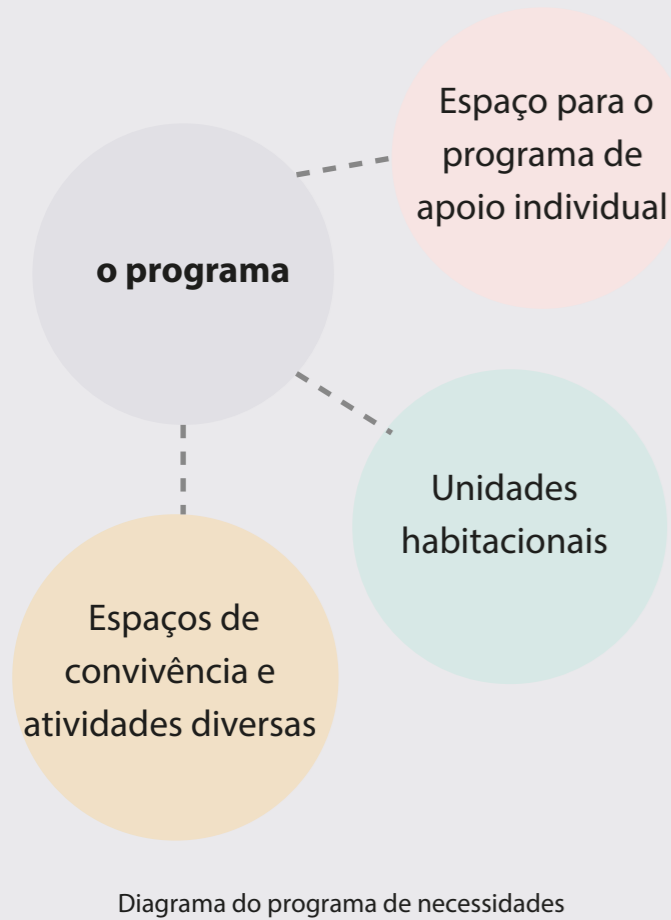 Espaço para o
programa de
apoio individual
o programa
Unidades
habitacionais
Espaços de
convivência e
atividades diversas
Diagrama do programa de necessidades